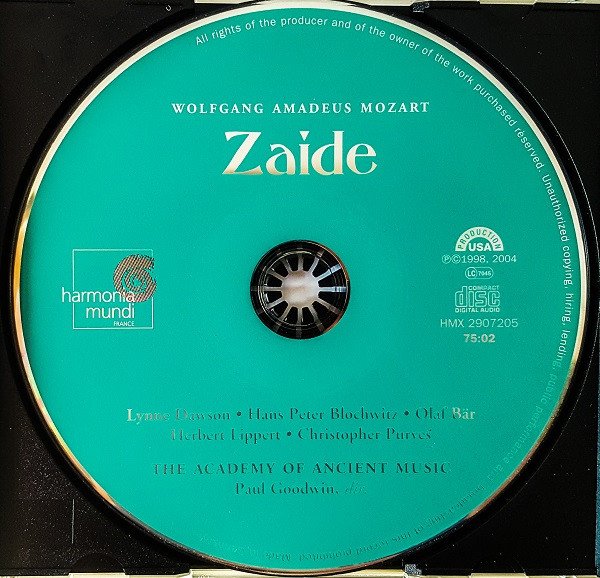 All rights of the producer and of the owner of the work purchased reserved. Unauthorized copying, hiring, lending, public performance
WOLFGANG AMADEUS MOZART
Zaide
harmonia
mundi
FRANCE
PRODUCTION
USA
℗©1998, 2004
LC 7045
COMPACT
disc
DIGITAL AUDIO
HMX 2907205
75:02
Lynne Dawson • Hans Peter Blochwitz • Olaf Bär
Herbert Lippert • Christopher Purves
THE ACADEMY OF ANCIENT MUSIC
Paul Goodwin, dir.